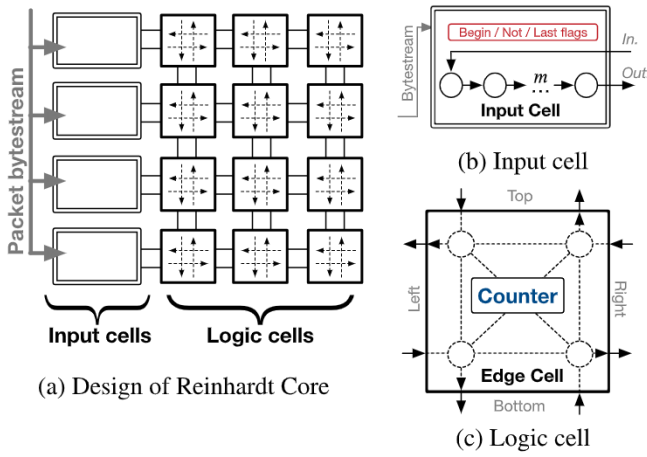 Packet bytestream
Input cells
Logic cells
(a) Design of Reinhardt Core
Bytestream
Begin / Not / Last flags
In.
Out
m
...
Input Cell
(b) Input cell
Top
Left
Counter
Right
Edge Cell
Bottom
(c) Logic cell